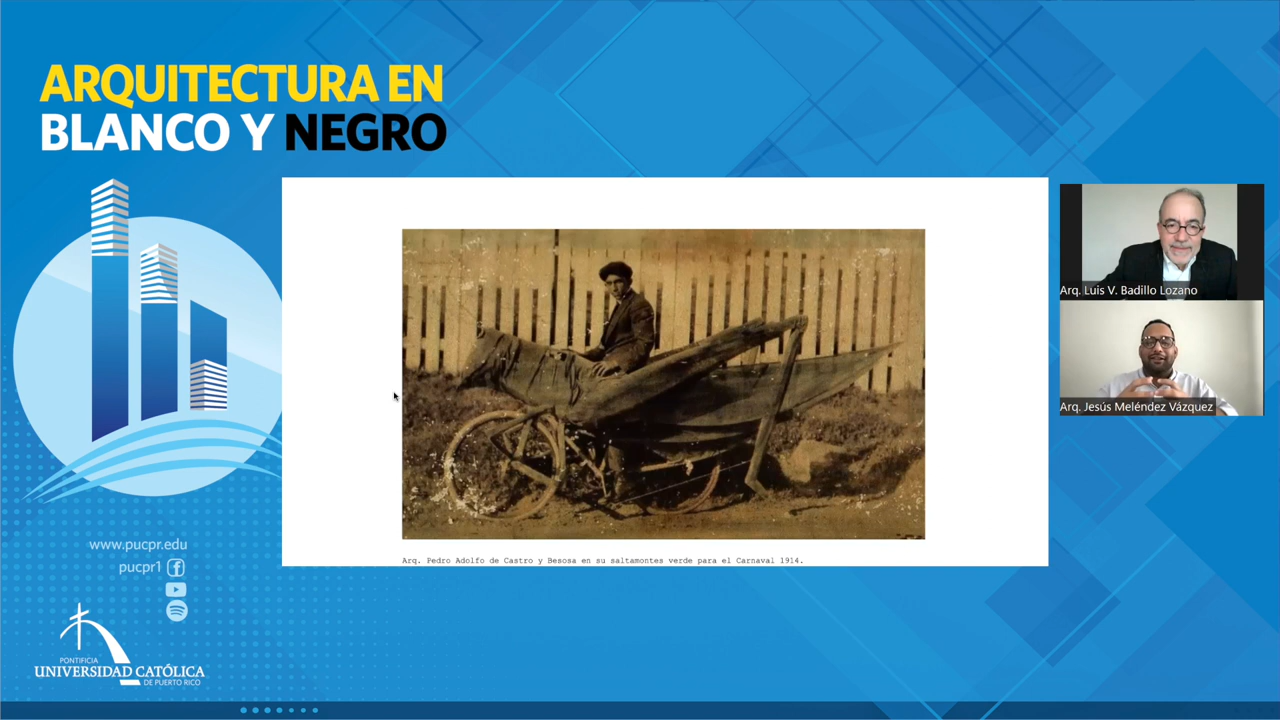 ARQUITECTURA EN
BLANCO Y NEGRO
Arq. Luis V. Badillo Lozano
Arq. Jesús Meléndez Vázquez
Arq. Pedro Adolfo de Castro y Besosa en su saltamontes verde para el Carnaval 1914.
www.pucpr.edu
pucpr1
PONTIFICIA
UNIVERSIDAD CATÓLICA
DE PUERTO RICO